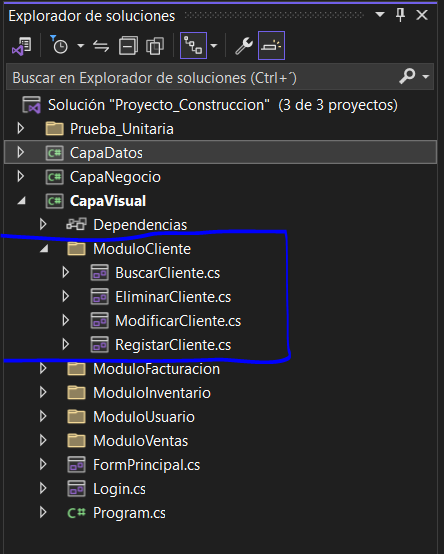 Explorador de soluciones
Buscar en Explorador de soluciones (Ctrl+´)
Solución "Proyecto_Construccion" (3 de 3 proyectos)
Prueba_Unitaria
C# CapaDatos
C# CapaNegocio
C# CapaVisual
Dependencias
ModuloCliente
BuscarCliente.cs
EliminarCliente.cs
ModificarCliente.cs
RegistarCliente.cs
ModuloFacturacion
ModuloInventario
ModuloUsuario
ModuloVentas
FormPrincipal.cs
Login.cs
C# Program.cs